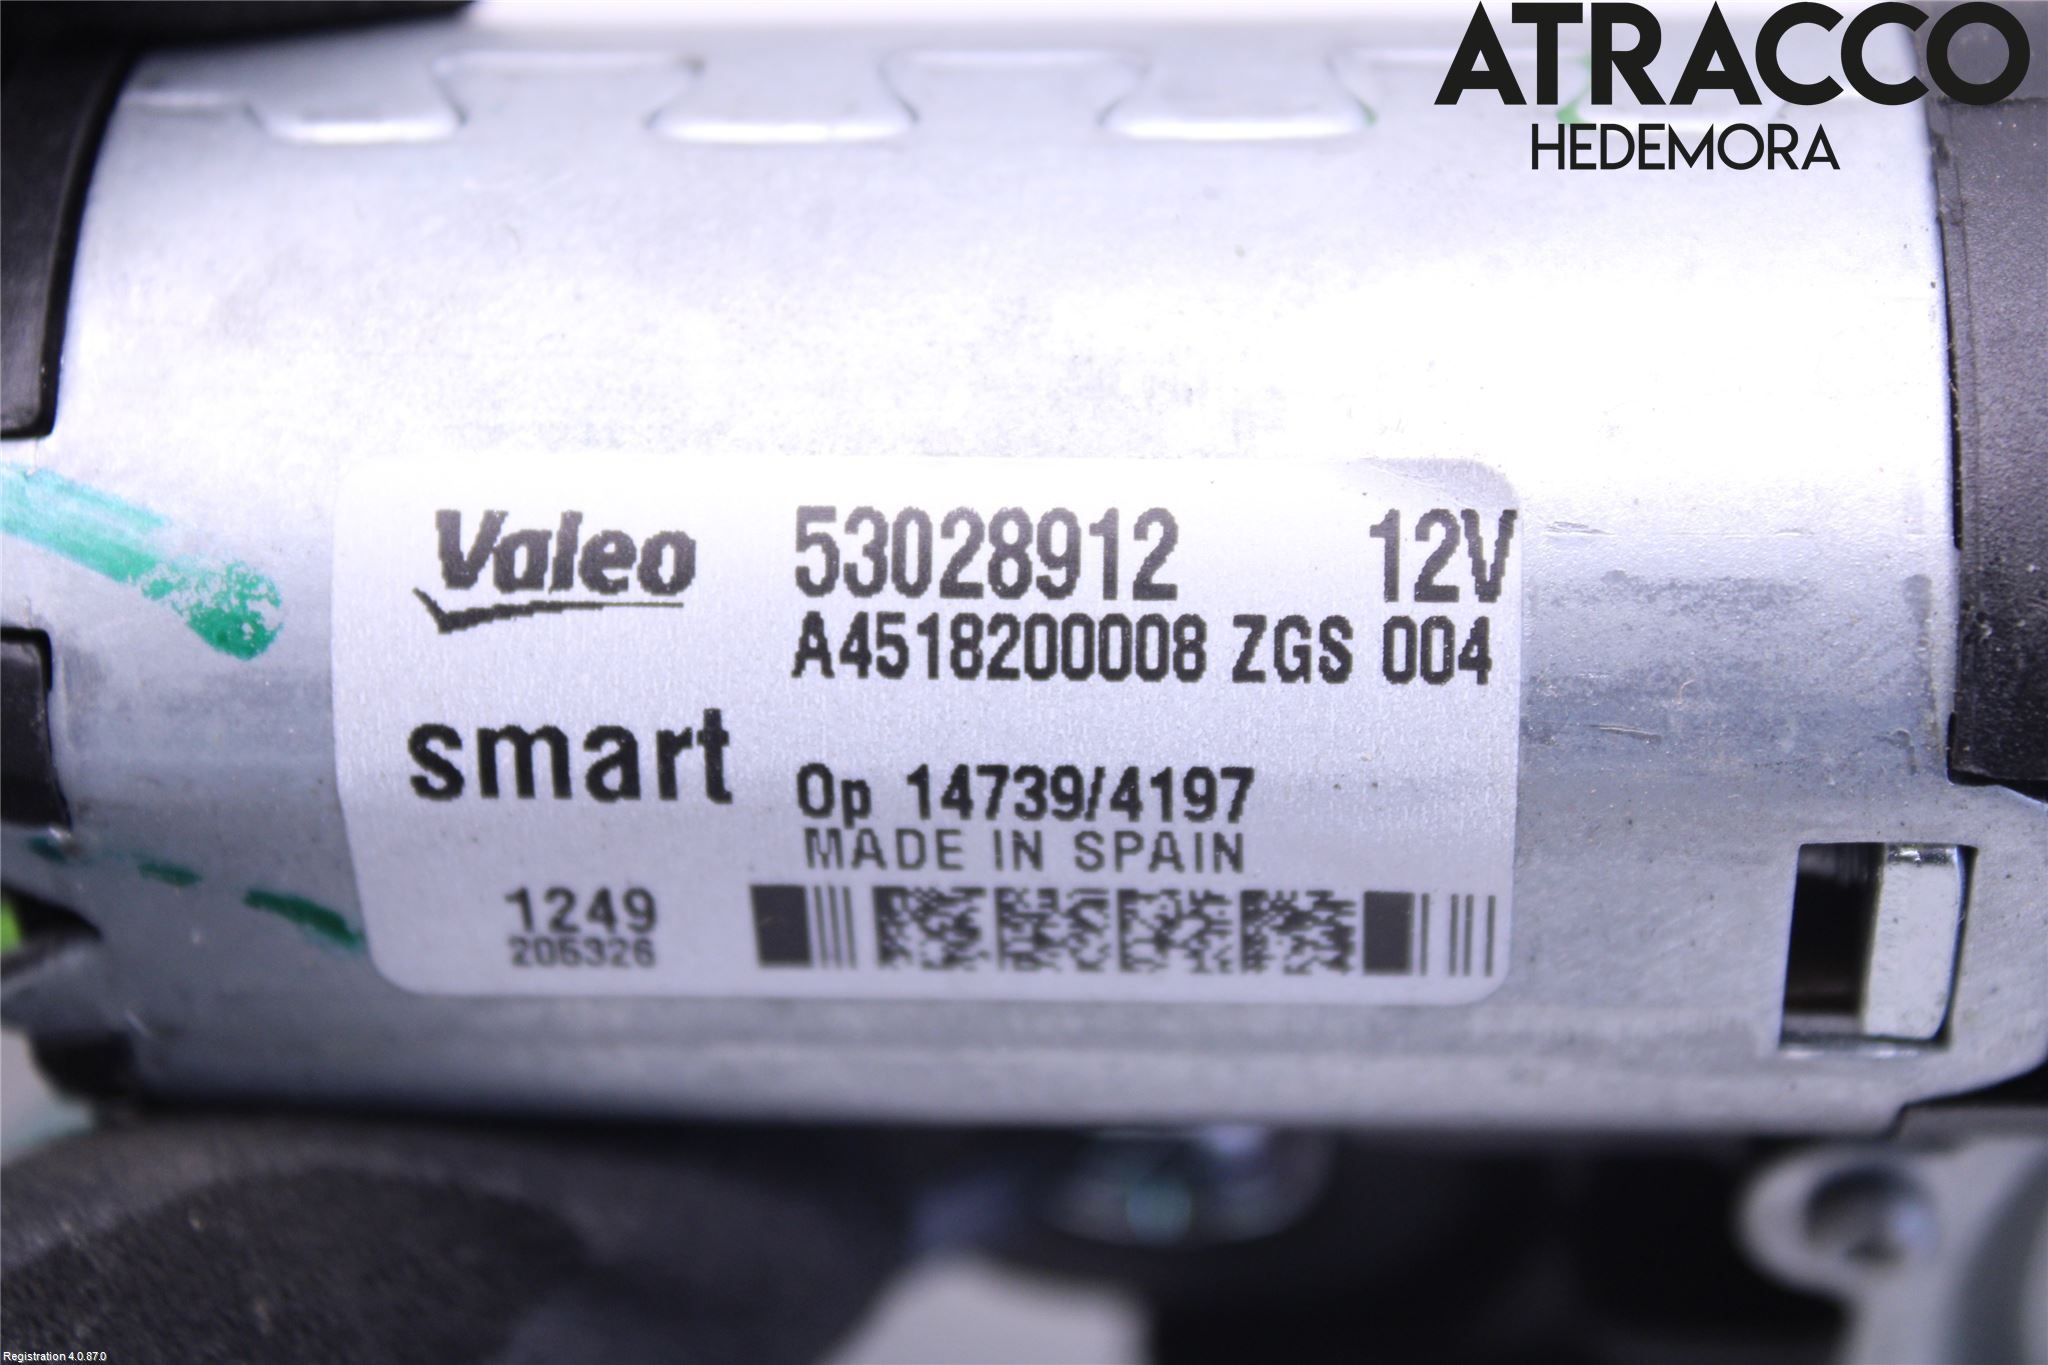 ATRACCO
HEDEMORA
Valeo 53028912 12V
A4518200008 ZGS 004
smart
Op 14739/4197
MADE IN SPAIN
1249
205326
Registration 4.0.87.0